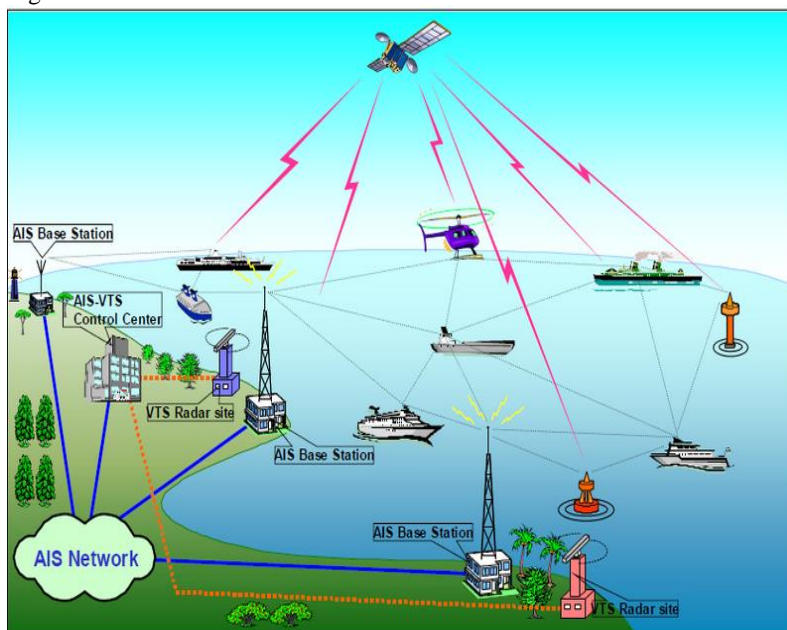 AIS Base Station
AIS-VTS
Control Center
VTS Radar site
AIS Base Station
AIS Base Station
AIS Network
VTS Radar site